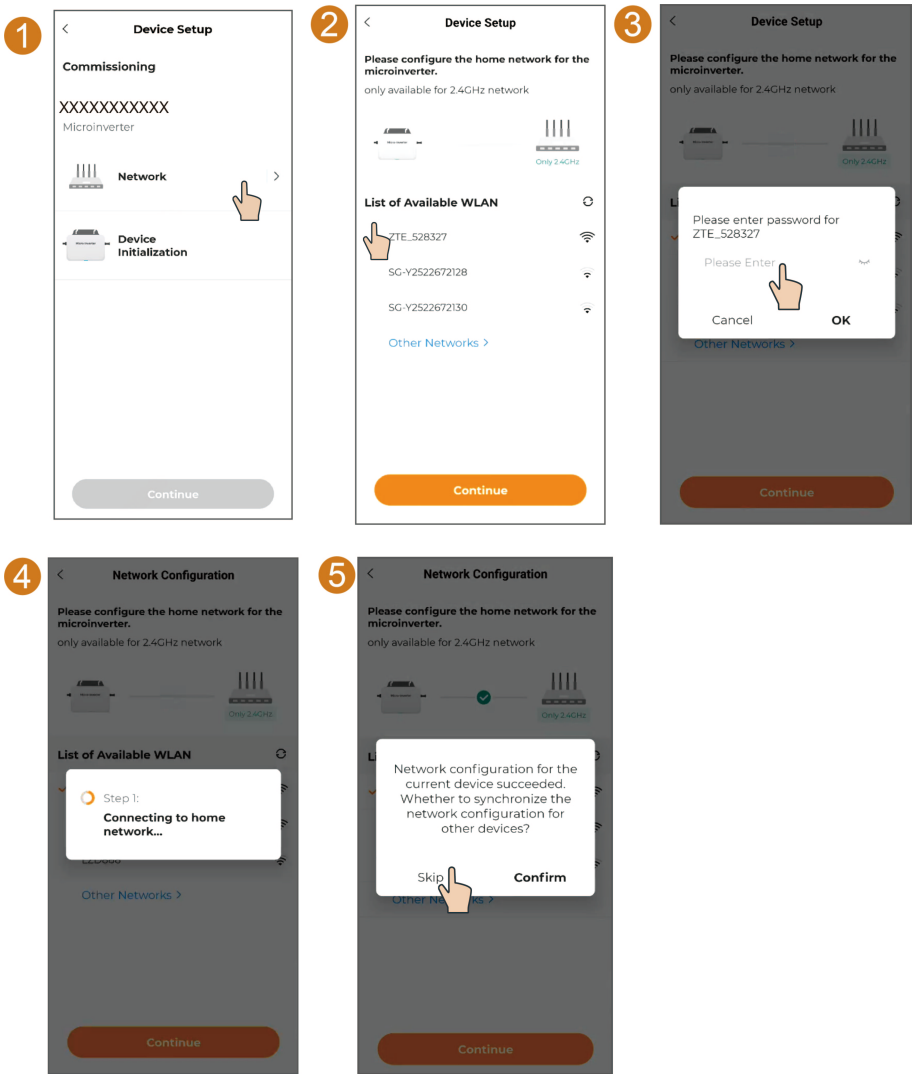 1
Device Setup
Commissioning
XXXXXXXXXXX
Microinverter
Network
Device
Initialization
Continue
2
Device Setup
Please configure the home network for the
microinverter.
only available for 2.4GHz network
Only 2.4GHz
List of Available WLAN
ZTE_528327
SG-Y2522672128
SG-Y2522672130
Other Networks >
Continue
3
Device Setup
Please configure the home network for the
microinverter.
only available for 2.4GHz network
Only 2.4GHz
Please enter password for
ZTE_528327
Please Enter
Cancel OK
Other Networks >
Continue
4
Network Configuration
Please configure the home network for the
microinverter.
only available for 2.4GHz network
Only 2.4GHz
List of Available WLAN
Step 1:
Connecting to home
network...
Other Networks >
Continue
5
Network Configuration
Please configure the home network for the
microinverter.
only available for 2.4GHz network
Only 2.4GHz
Network configuration for the
current device succeeded.
Whether to synchronize the
network configuration for
other devices?
Skip Confirm
Other
Continue